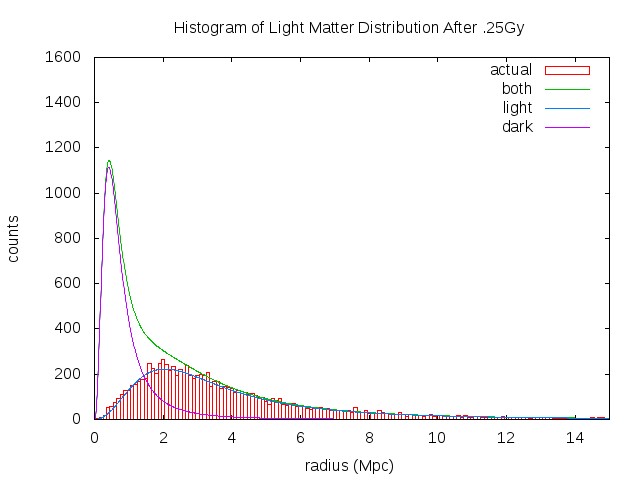 Histogram of Light Matter Distribution After .25Gy
1600
1400
1200
1000
800
600
400
200
0
counts
actual
both
light
dark
0 2 4 6 8 10 12 14
radius (Mpc)